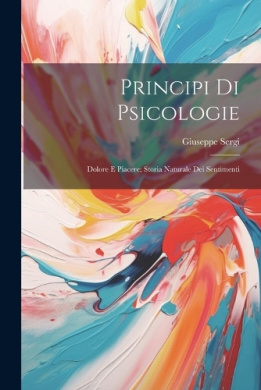 Principi Di
Psicologie
Giuseppe Sergi
Dolore E Piacere; Storia Naturale Dei Sentimenti